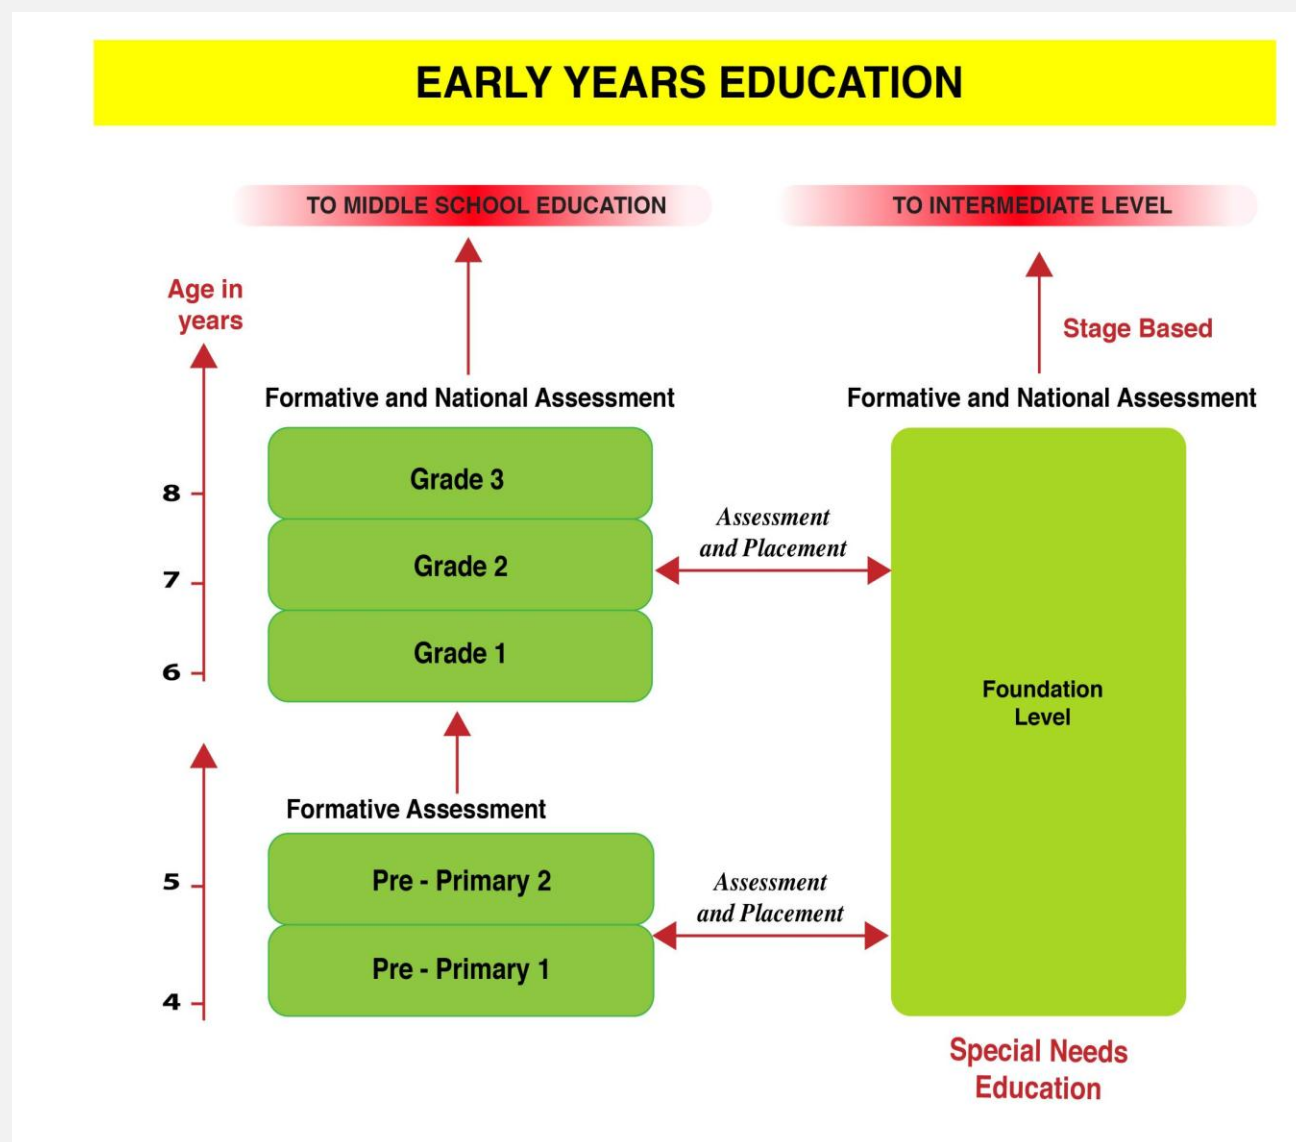 EARLY YEARS EDUCATION
TO MIDDLE SCHOOL EDUCATION
TO INTERMEDIATE LEVEL
Age in
years
Stage Based
Formative and National Assessment
Formative and National Assessment
8
Grade 3
Assessment
and Placement
7
Grade 2
6
Grade 1
Foundation
Level
Formative Assessment
5
Pre - Primary 2
Assessment
and Placement
4
Pre - Primary 1
Special Needs
Education